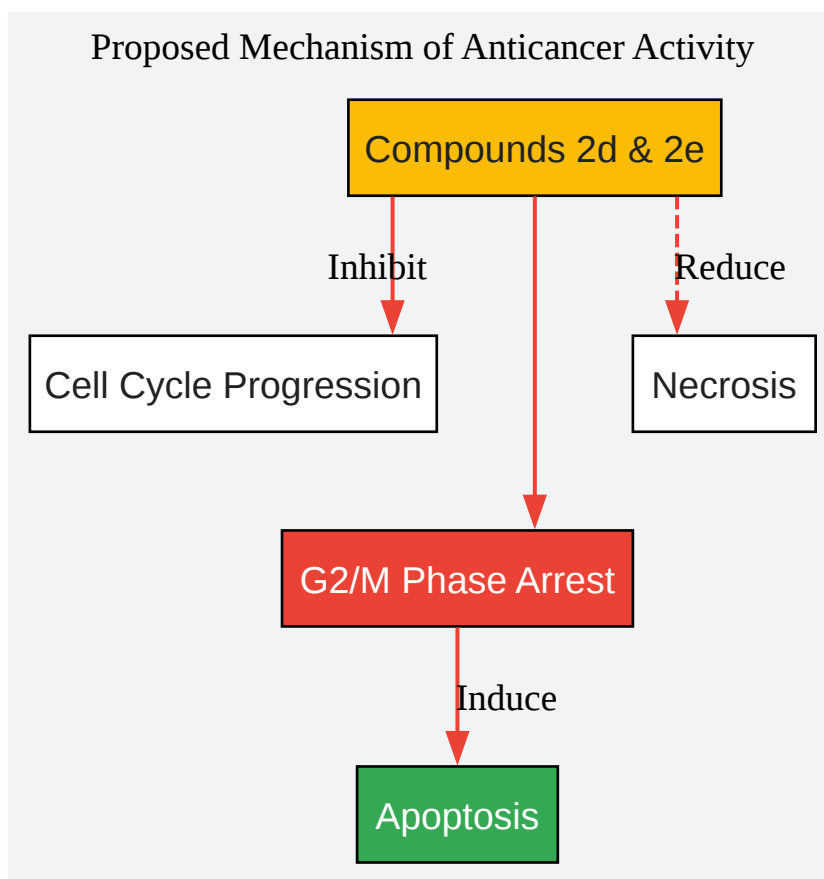 Proposed Mechanism of Anticancer Activity
Compounds 2d & 2e
Inhibit
Reduce
Cell Cycle Progression
Necrosis
G2/M Phase Arrest
Induce
Apoptosis